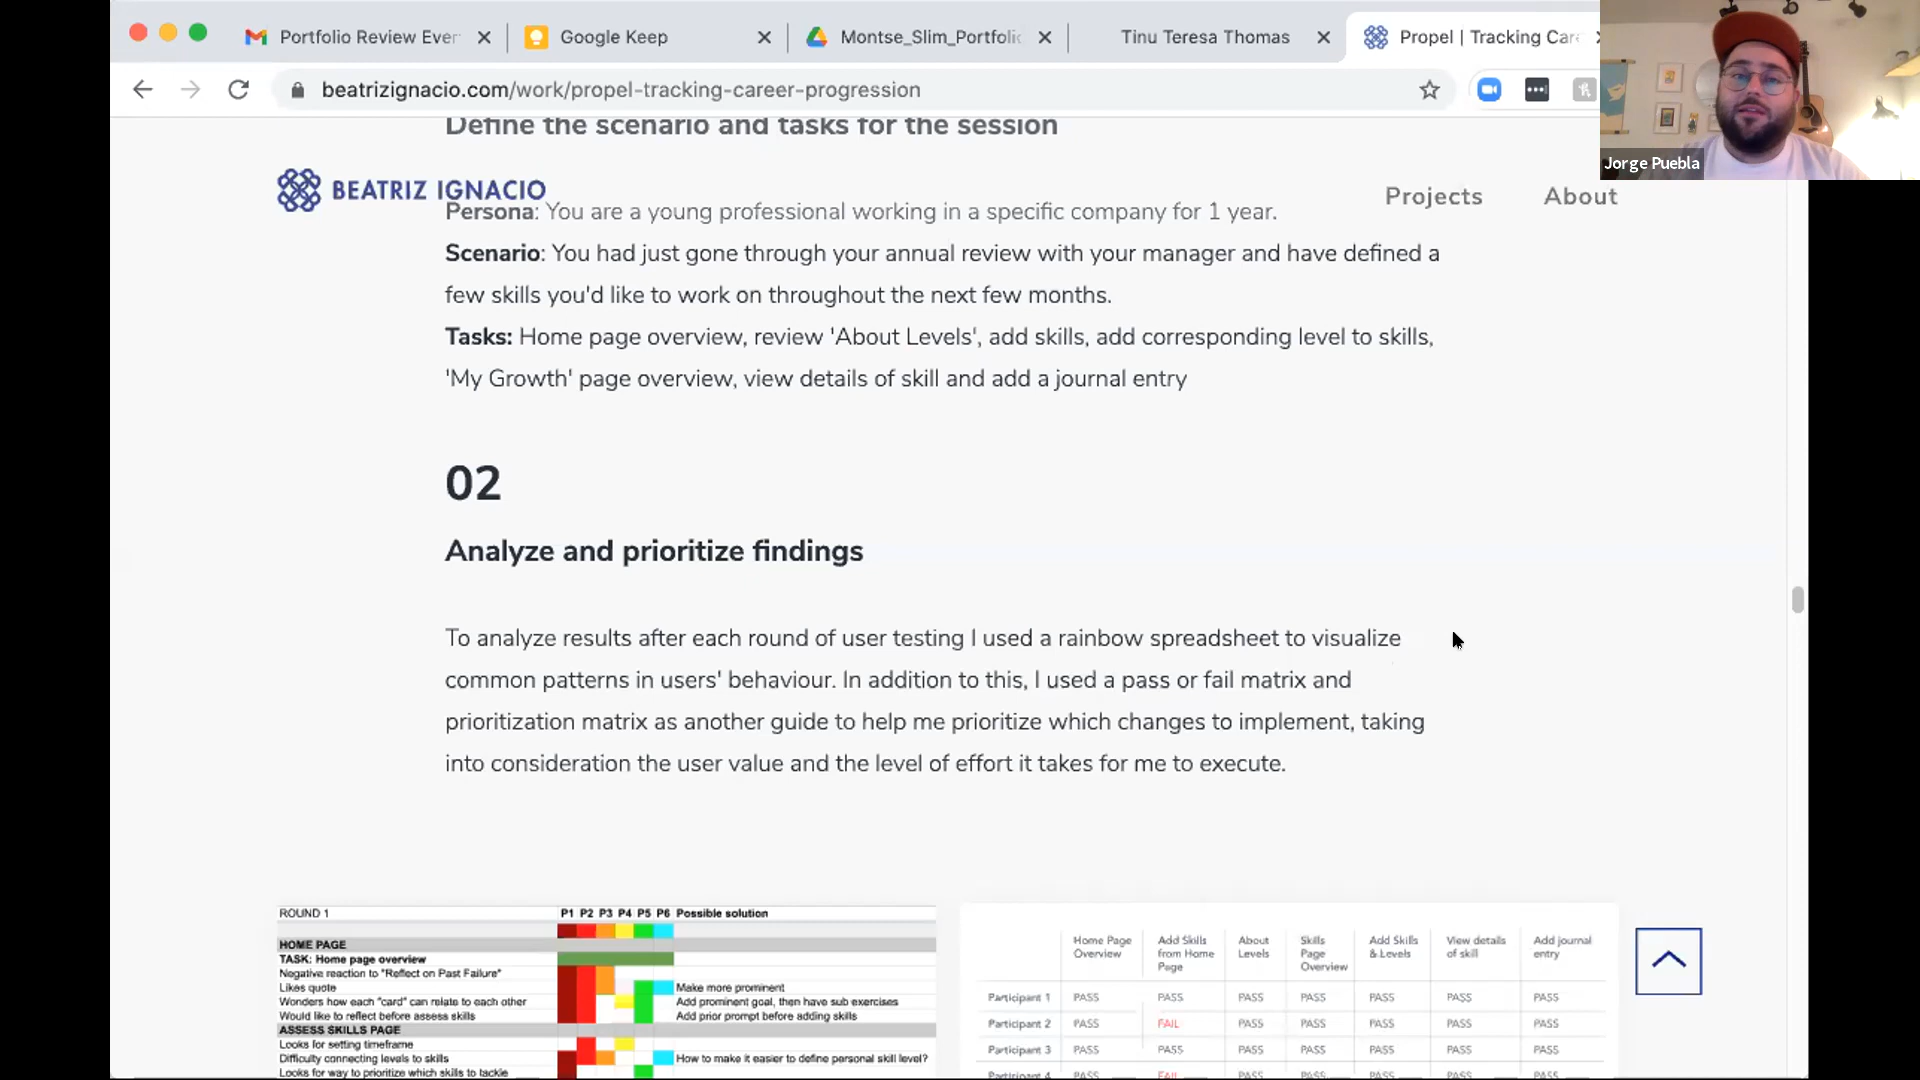 Portfolio Review Ever
Google Keep
Montse_Slim_Portfolio
Tinu Teresa Thomas
Propel | Tracking Car
beatrizignacio.com/work/propel-tracking-career-progression
Jorge Puebla
Define the scenario and tasks for the session
BEATRIZ IGNACIO
Projects
About
Persona: You are a young professional working in a specific company for 1 year.
Scenario: You had just gone through your annual review with your manager and have defined a
few skills you'd like to work on throughout the next few months.
Tasks: Home page overview, review 'About Levels', add skills, add corresponding level to skills,
'My Growth' page overview, view details of skill and add a journal entry
02
Analyze and prioritize findings
To analyze results after each round of user testing I used a rainbow spreadsheet to visualize
common patterns in users' behaviour. In addition to this, I used a pass or fail matrix and
prioritization matrix as another guide to help me prioritize which changes to implement, taking
into consideration the user value and the level of effort it takes for me to execute.
ROUND 1 P1 P2 P3 P4 P5 P6 Possible solution
HOME PAGE
TASK: Home page overview
Negative reaction to "Reflect on Past Failure"
Likes quote Make more prominent
Wonders how each "card" can relate to each other Add prominent goal, then have sub exercises
Would like to reflect before assess skills Add prior prompt before adding skills
ASSESS SKILLS PAGE
Looks for setting timeframe
Difficulty connecting levels to skills How to make it easier to define personal skill level?
Looks for way to prioritize which skills to tackle
Home Page Add Skills About Skills Add Skills View details Add journal
Overview from Home Levels Page & Levels of skill entry
Page Overview
Participant 1 PASS PASS PASS PASS PASS PASS PASS
Participant 2 PASS FAIL PASS PASS PASS PASS PASS
Participant 3 PASS PASS PASS PASS PASS PASS PASS
Participant 4 PASS FAIL PASS PASS PASS PASS PASS